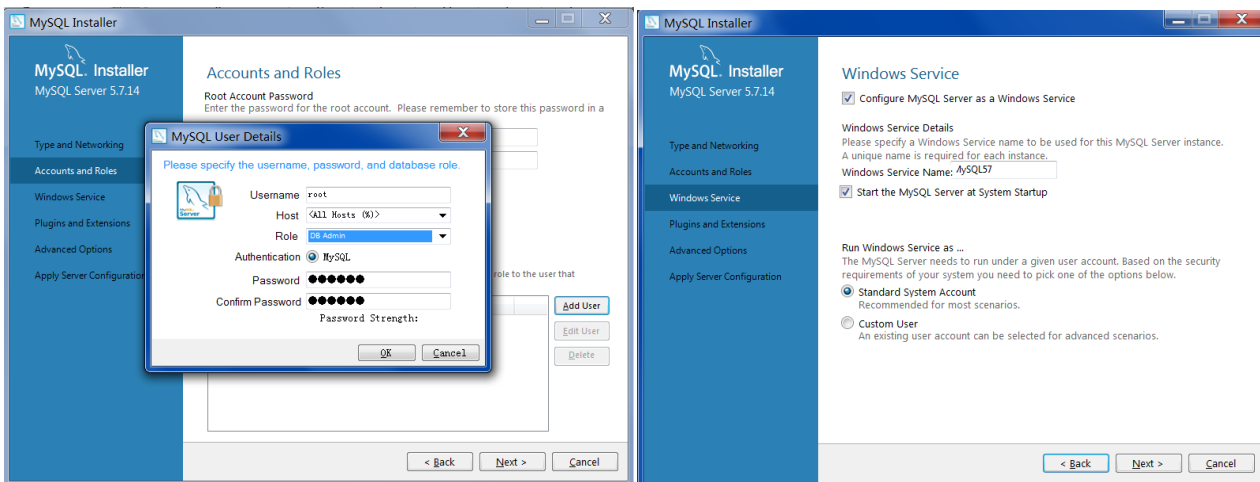 MySQL Installer
MySQL. Installer
MySQL Server 5.7.14
Type and Networking
Accounts and Roles
Windows Service
Plugins and Extensions
Advanced Options
Apply Server Configuration
Accounts and Roles
Root Account Password
Enter the password for the root account. Please remember to store this password in a
MySQL User Details
Please specify the username, password, and database role.
Server
Username root
Host <All Hosts (%)>
Role DB Admin
Authentication MySQL
Password ●●●●●●
Confirm Password ●●●●●●
Password Strength:
OK Cancel
role to the user that
Add User
Edit User
Delete
< Back Next > Cancel
MySQL Installer
MySQL. Installer
MySQL Server 5.7.14
Type and Networking
Accounts and Roles
Windows Service
Plugins and Extensions
Advanced Options
Apply Server Configuration
Windows Service
Configure MySQL Server as a Windows Service
Windows Service Details
Please specify a Windows Service name to be used for this MySQL Server instance.
A unique name is required for each instance.
Windows Service Name: MySQL57
Start the MySQL Server at System Startup
Run Windows Service as ...
The MySQL Server needs to run under a given user account. Based on the security
requirements of your system you need to pick one of the options below.
Standard System Account
Recommended for most scenarios.
Custom User
An existing user account can be selected for advanced scenarios.
< Back Next > Cancel